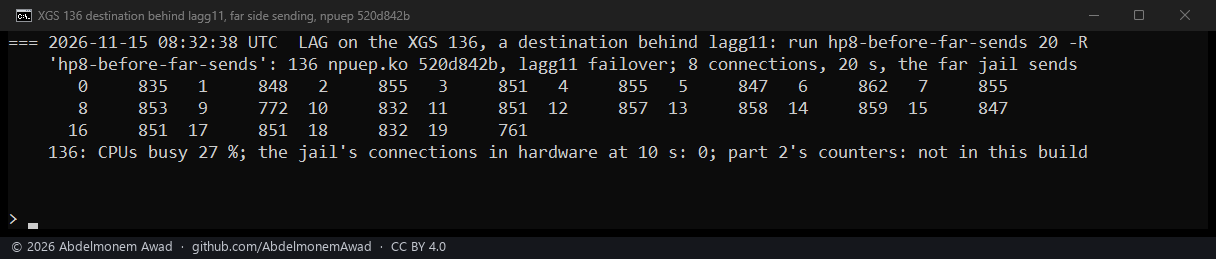 XGS 136 destination behind lagg11, far side sending, npuep 520d842b
=== 2026-11-15 08:32:38 UTC  LAG on the XGS 136, a destination behind lagg11: run hp8-before-far-sends 20 -R
'hp8-before-far-sends': 136 npuep.ko 520d842b, lagg11 failover; 8 connections, 20 s, the far jail sends
0 835 1 848 2 855 3 851 4 855 5 847 6 862 7 855
8 853 9 772 10 832 11 851 12 857 13 858 14 859 15 847
16 851 17 851 18 832 19 761
136: CPUs busy 27 %; the jail's connections in hardware at 10 s: 0; part 2's counters: not in this build
> _
© 2026 Abdelmonem Awad · github.com/AbdelmonemAwad · CC BY 4.0